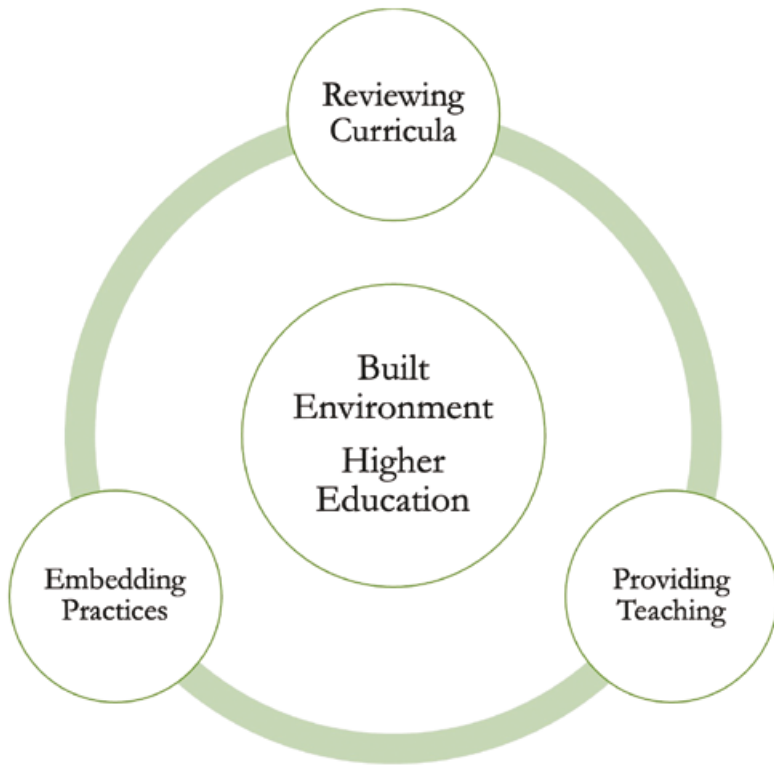 Reviewing
Curricula
Built
Environment
Higher
Education
Embedding
Practices
Providing
Teaching